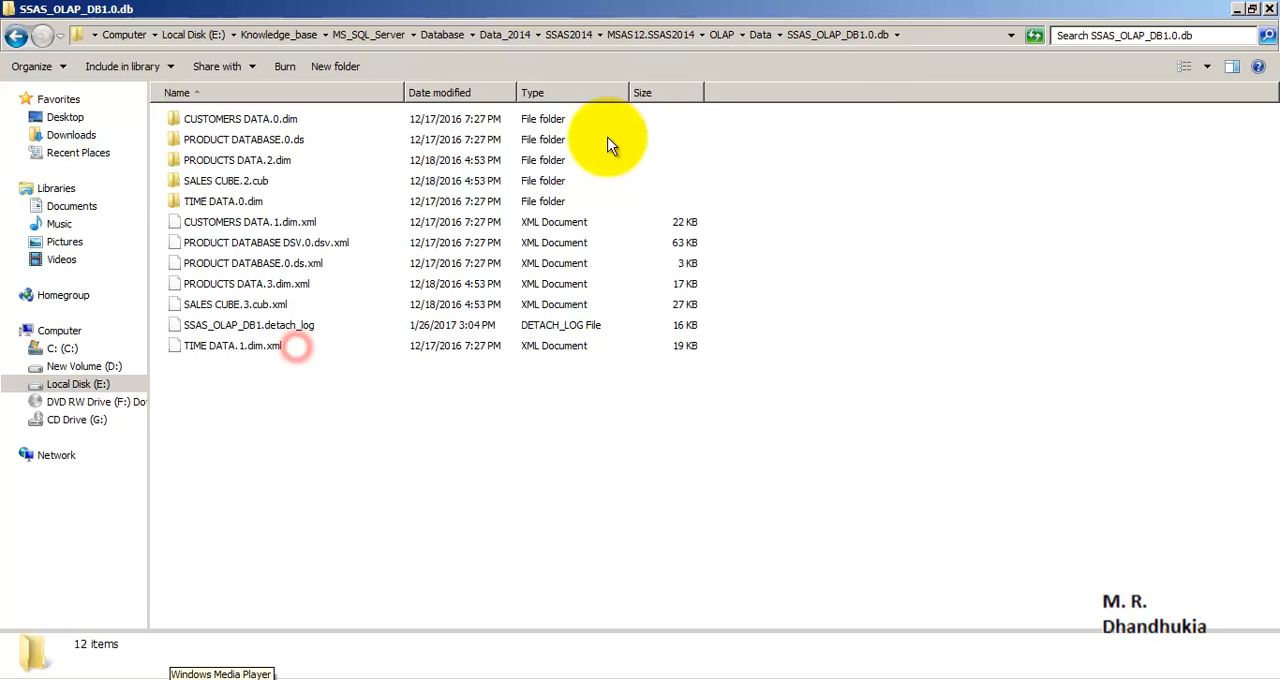 SSAS_OLAP_DB1.0.db
Computer Local Disk (E:) Knowledge_base MS_SQL_Server Database Data_2014 SSAS2014 MSAS12.SSAS2014 OLAP Data SSAS_OLAP_DB1.0.db Search SSAS_OLAP_DB1.0.db
Organize Include in library Share with Burn New folder
Name Date modified Type Size
Favorites
Desktop
Downloads
Recent Places
Libraries
Documents
Music
Pictures
Videos
Homegroup
Computer
C: (C:)
New Volume (D:)
Local Disk (E:)
DVD RW Drive (F:) Do
CD Drive (G:)
Network
CUSTOMERS DATA.0.dim 12/17/2016 7:27 PM File folder
PRODUCT DATABASE.0.ds 12/17/2016 7:27 PM File folder
PRODUCTS DATA.2.dim 12/18/2016 4:53 PM File folder
SALES CUBE.2.cub 12/18/2016 4:53 PM File folder
TIME DATA.0.dim 12/17/2016 7:27 PM File folder
CUSTOMERS DATA.1.dim.xml 12/17/2016 7:27 PM XML Document 22 KB
PRODUCT DATABASE DSV.0.dsv.xml 12/17/2016 7:27 PM XML Document 63 KB
PRODUCT DATABASE.0.ds.xml 12/17/2016 7:27 PM XML Document 3 KB
PRODUCTS DATA.3.dim.xml 12/18/2016 4:53 PM XML Document 17 KB
SALES CUBE.3.cub.xml 12/18/2016 4:53 PM XML Document 27 KB
SSAS_OLAP_DB1.detach_log 1/26/2017 3:04 PM DETACH_LOG File 16 KB
TIME DATA.1.dim.xml 12/17/2016 7:27 PM XML Document 19 KB
M. R.
Dhandhukia
12 items
Windows Media Player